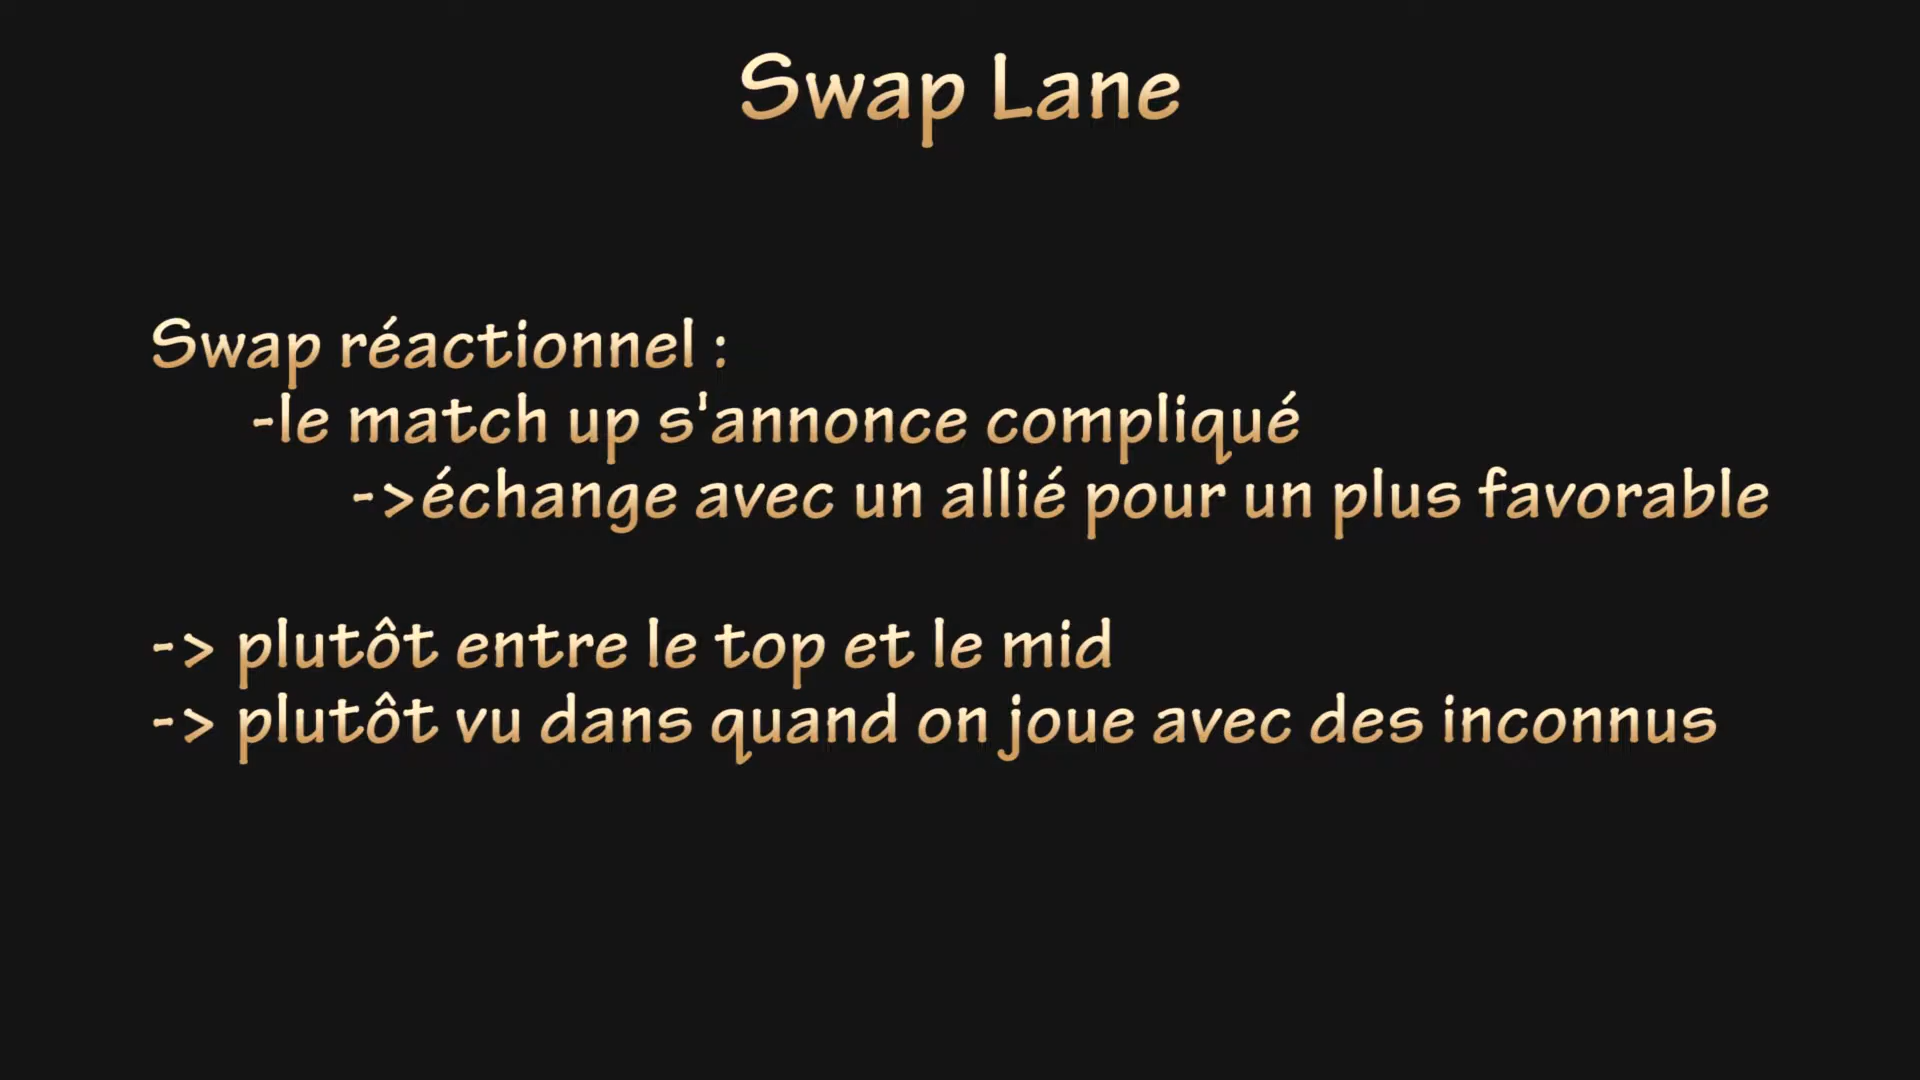 Swap Lane
Swap réactionnel :
-le match up s'annonce compliqué
->échange avec un allié pour un plus favorable
-> plutôt entre le top et le mid
-> plutôt vu dans quand on joue avec des inconnus